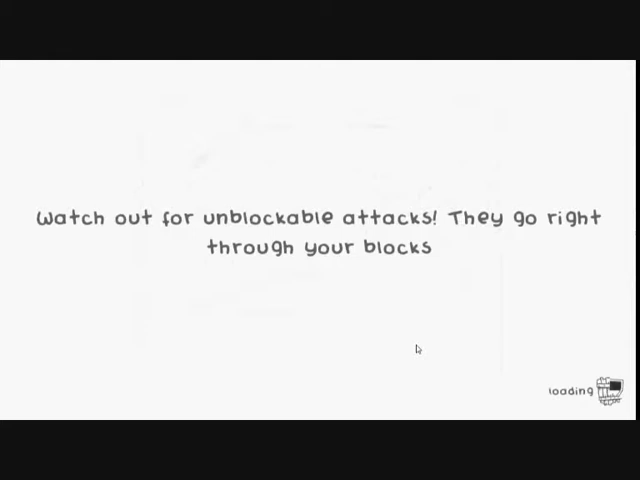 Watch out for unblockable attacks! They go right
through your blocks
loading